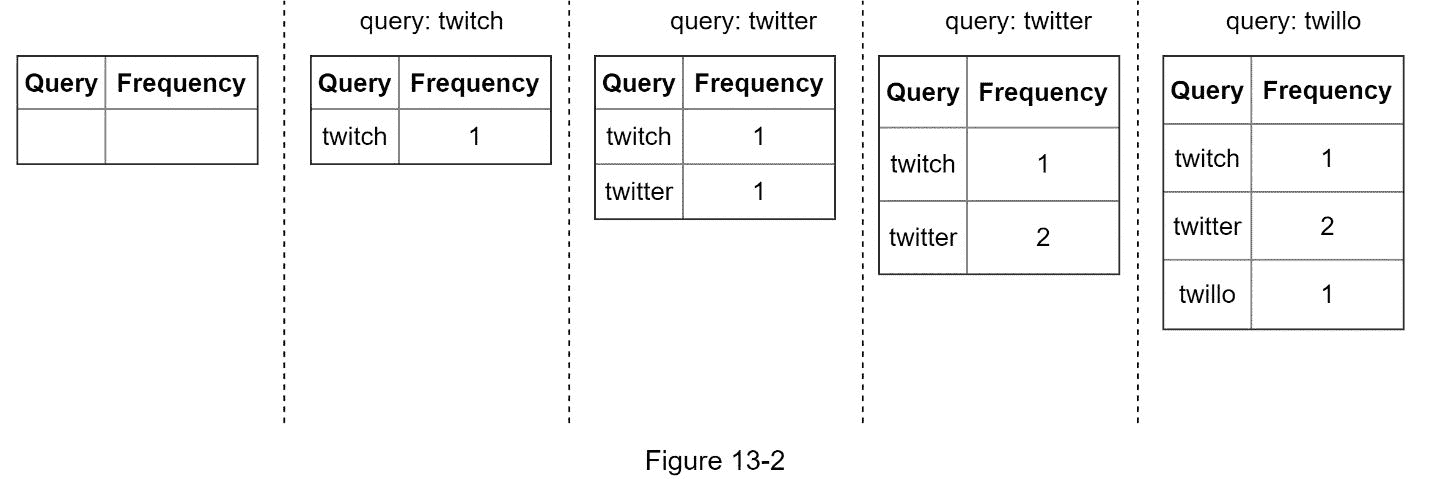 query: twitch
query: twitter
query: twitter
query: twillo
Query Frequency
Query Frequency
twitch 1
Query Frequency
twitch 1
twitter 1
Query Frequency
twitch 1
twitter 2
Query Frequency
twitch 1
twitter 2
twillo 1
Figure 13-2